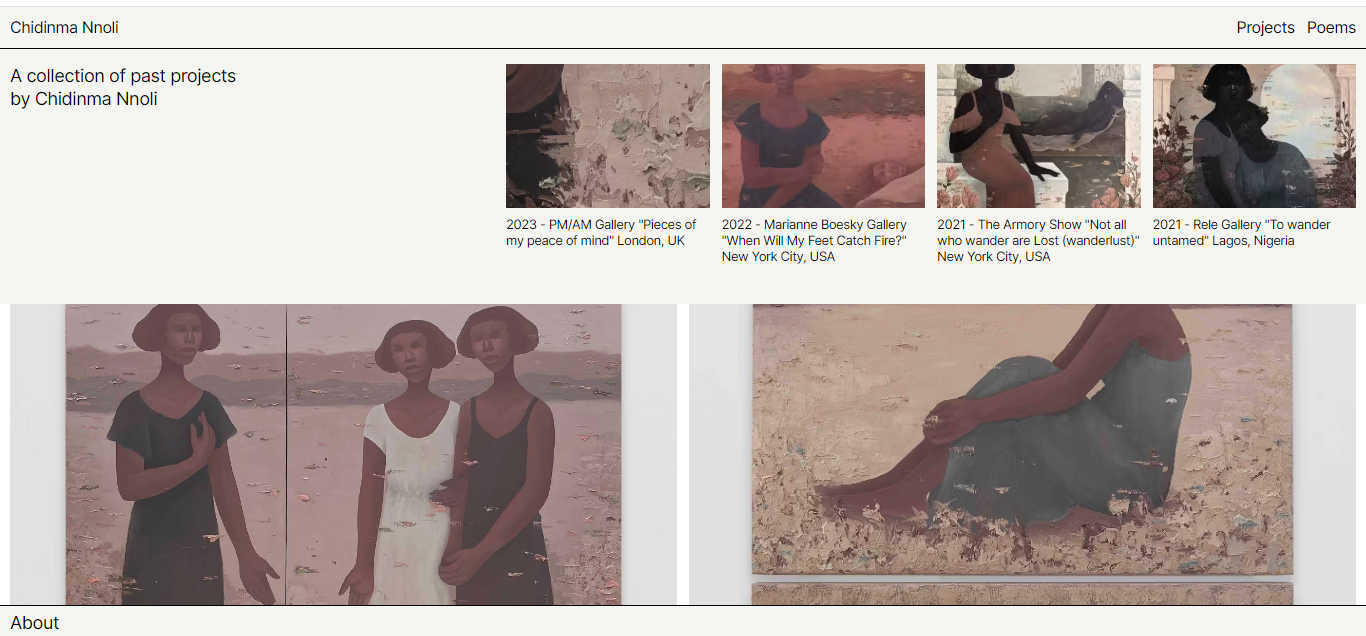 Chidinma Nnoli
Projects Poems
A collection of past projects
by Chidinma Nnoli
2023 - PM/AM Gallery "Pieces of
my peace of mind" London, UK
2022 - Marianne Boesky Gallery
"When Will My Feet Catch Fire?"
New York City, USA
2021 - The Armory Show "Not all
who wander are Lost (wanderlust)"
New York City, USA
2021 - Rele Gallery "To wander
untamed" Lagos, Nigeria
About